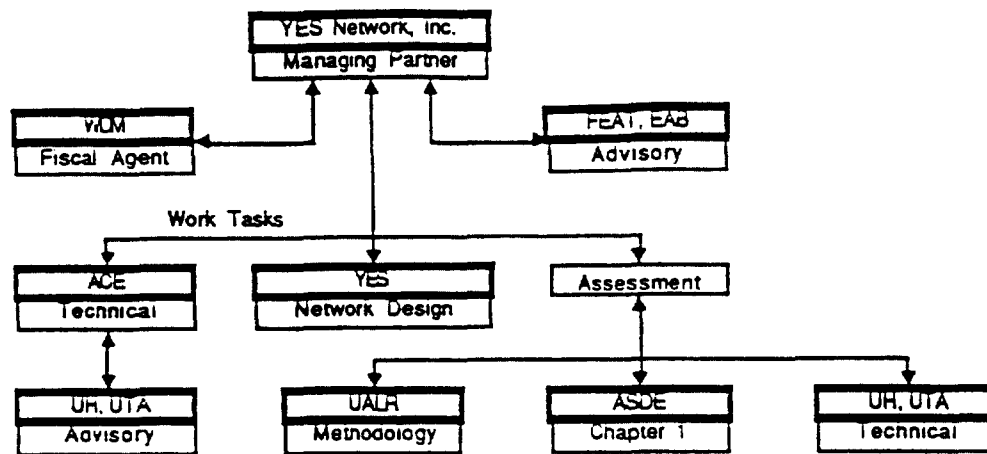 YES Network, Inc.
Managing Partner
WLM
Fiscal Agent
FEAT, EAB
Advisory
Work Tasks
ACE
Technical
YES
Network Design
Assessment
UH, UTA
Advisory
UALR
Methodology
ASDE
Chapter 1
UH, UTA
Technical